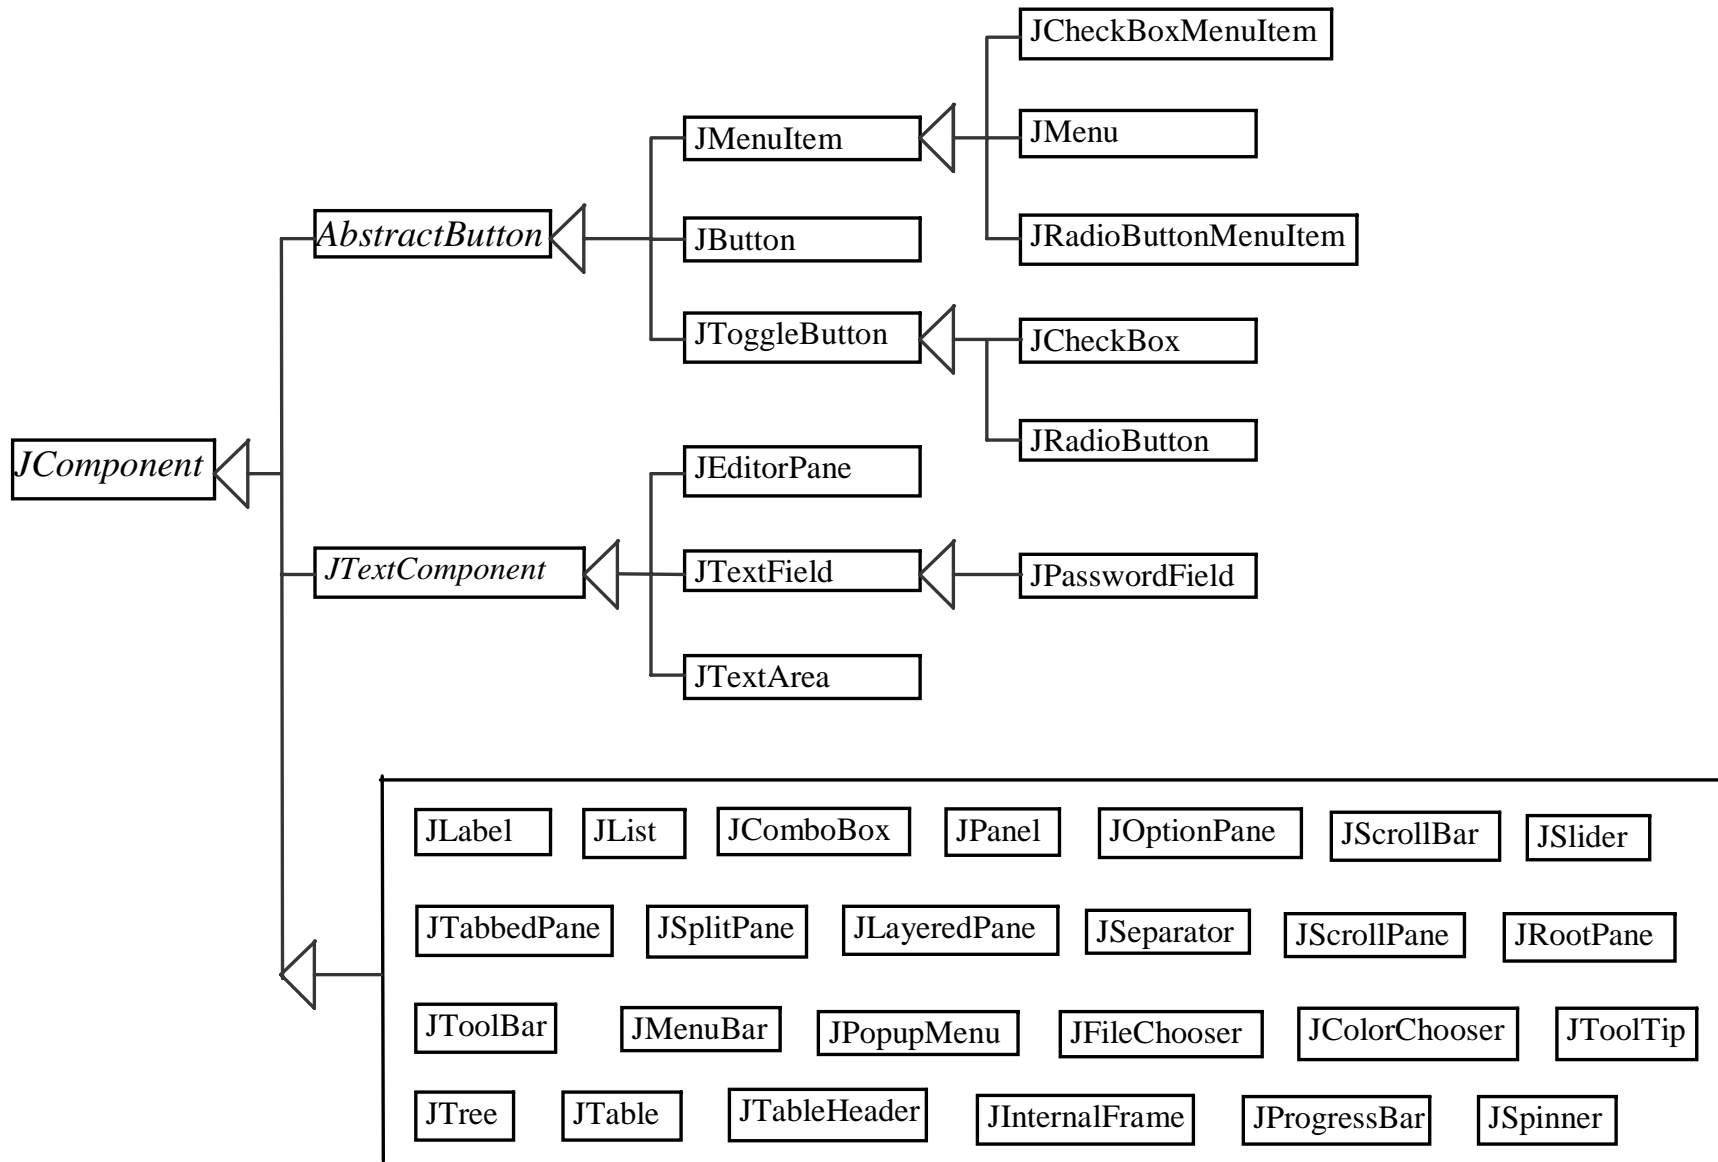 JCheckBoxMenuItem
JMenuItem
JMenu
AbstractButton
JButton
JRadioButtonMenuItem
JToggleButton
JCheckBox
JRadioButton
JComponent
JEditorPane
JTextComponent
JTextField
JPasswordField
JTextArea
JLabel JList JComboBox JPanel JOptionPane JScrollBar JSlider
JTabbedPane JSplitPane JLayeredPane JSeparator JScrollPane JRootPane
JToolBar JMenuBar JPopupMenu JFileChooser JColorChooser JToolTip
JTree JTable JTableHeader JInternalFrame JProgressBar JSpinner